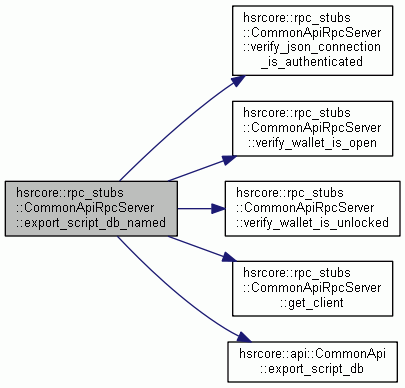 hsrcore::rpc_stubs
::CommonApiRpcServer
::export_script_db_named
hsrcore::rpc_stubs
::CommonApiRpcServer
::verify_json_connection
_is_authenticated
hsrcore::rpc_stubs
::CommonApiRpcServer
::verify_wallet_is_open
hsrcore::rpc_stubs
::CommonApiRpcServer
::verify_wallet_is_unlocked
hsrcore::rpc_stubs
::CommonApiRpcServer
::get_client
hsrcore::api::CommonApi
::export_script_db